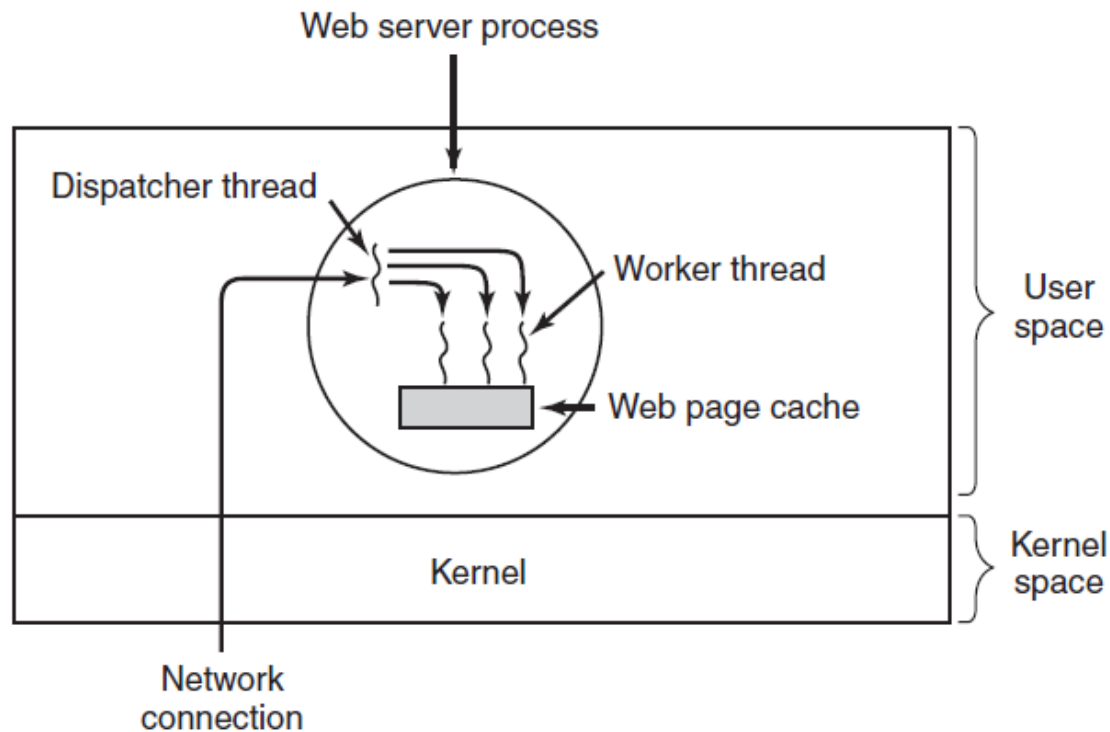 Web server process
Dispatcher thread
Worker thread
Web page cache
User
space
Kernel
Kernel
space
Network
connection